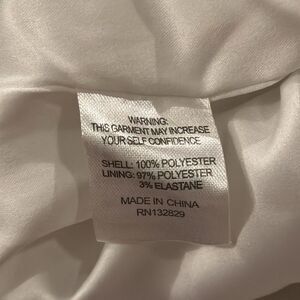 WARNING:
THIS GARMENT MAY INCREASE
YOUR SELF CONFIDENCE
SHELL: 100% POLYESTER
LINING: 97% POLYESTER
3% ELASTANE
MADE IN CHINA
RN132829